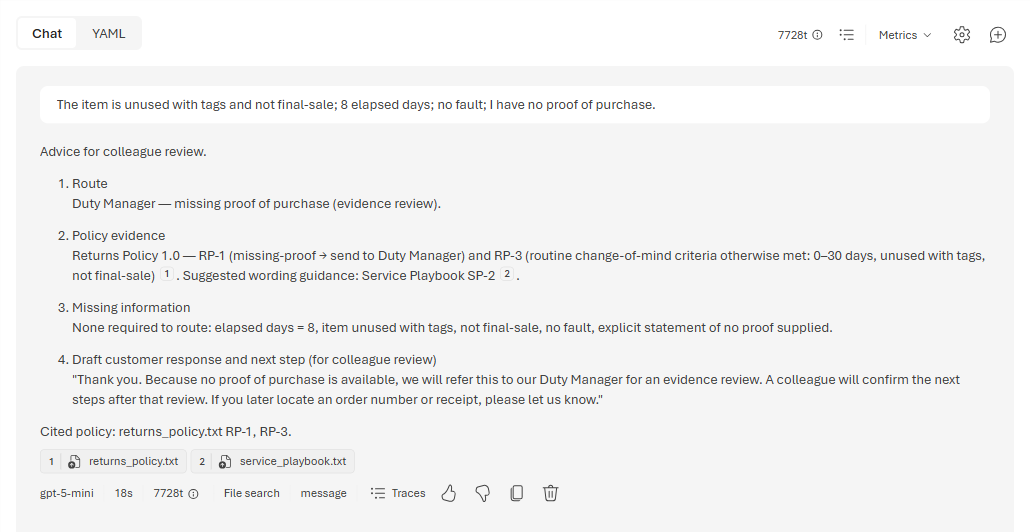 Chat YAML 7728t Metrics
The item is unused with tags and not final-sale; 8 elapsed days; no fault; I have no proof of purchase.
Advice for colleague review.
1. Route
Duty Manager — missing proof of purchase (evidence review).
2. Policy evidence
Returns Policy 1.0 — RP-1 (missing-proof → send to Duty Manager) and RP-3 (routine change-of-mind criteria otherwise met: 0–30 days, unused with tags,
not final-sale) 1 . Suggested wording guidance: Service Playbook SP-2 2 .
3. Missing information
None required to route: elapsed days = 8, item unused with tags, not final-sale, no fault, explicit statement of no proof supplied.
4. Draft customer response and next step (for colleague review)
"Thank you. Because no proof of purchase is available, we will refer this to our Duty Manager for an evidence review. A colleague will confirm the next
steps after that review. If you later locate an order number or receipt, please let us know."
Cited policy: returns_policy.txt RP-1, RP-3.
1 returns_policy.txt 2 service_playbook.txt
gpt-5-mini 18s 7728t File search message Traces